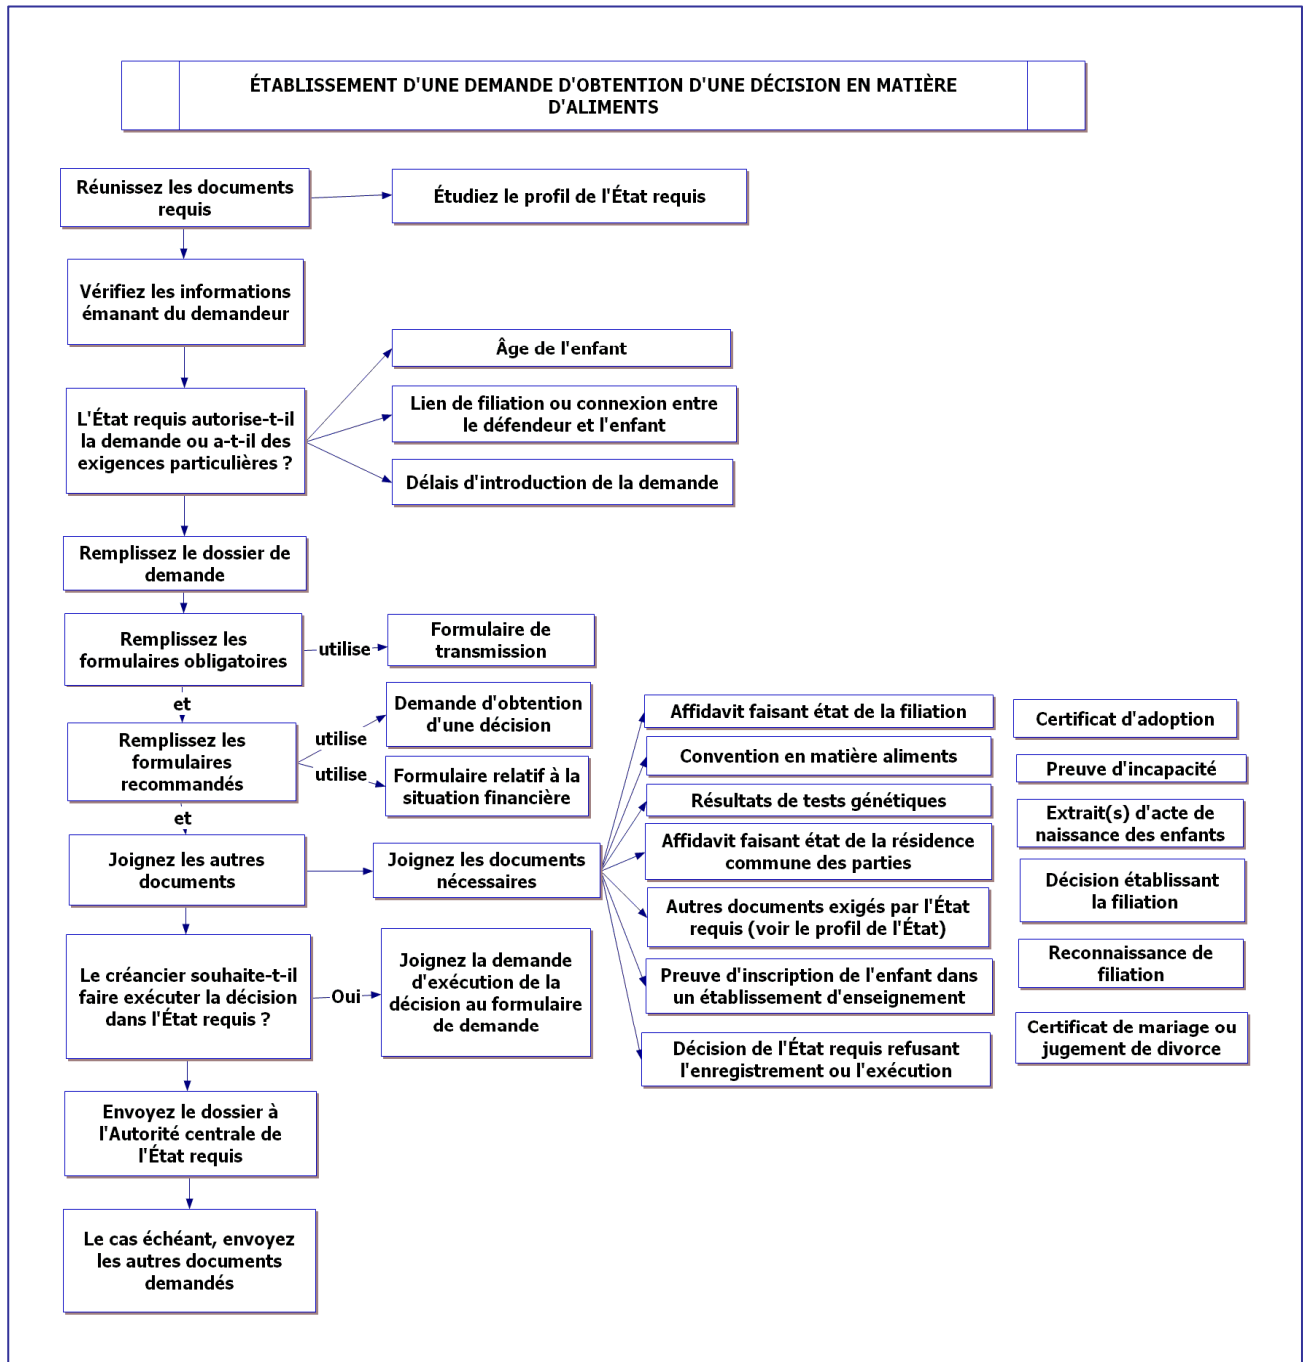 ÉTABLISSEMENT D'UNE DEMANDE D'OBTENTION D'UNE DÉCISION EN MATIÈRE
D'ALIMENTS
Réunissez les documents
requis
Étudiez le profil de l'État requis
Vérifiez les informations
émanant du demandeur
L'État requis autorise-t-il
la demande ou a-t-il des
exigences particulières ?
Âge de l'enfant
Lien de filiation ou connexion entre
le défendeur et l'enfant
Délais d'introduction de la demande
Remplissez le dossier de
demande
Remplissez les
formulaires obligatoires
utilise
Formulaire de
transmission
et
Remplissez les
formulaires
recommandés
utilise
Demande d'obtention
d'une décision
utilise
Formulaire relatif à la
situation financière
et
Joignez les autres
documents
Joignez les documents
nécessaires
Affidavit faisant état de la filiation
Convention en matière aliments
Résultats de tests génétiques
Affidavit faisant état de la résidence
commune des parties
Autres documents exigés par l'État
requis (voir le profil de l'État)
Preuve d'inscription de l'enfant dans
un établissement d'enseignement
Décision de l'État requis refusant
l'enregistrement ou l'exécution
Certificat d'adoption
Preuve d'incapacité
Extrait(s) d'acte de
naissance des enfants
Décision établissant
la filiation
Reconnaissance de
filiation
Certificat de mariage ou
jugement de divorce
Le créancier souhaite-t-il
faire exécuter la décision
dans l'État requis ?
Oui
Joignez la demande
d'exécution de la
décision au formulaire
de demande
Envoyez le dossier à
l'Autorité centrale de
l'État requis
Le cas échéant, envoyez
les autres documents
demandés